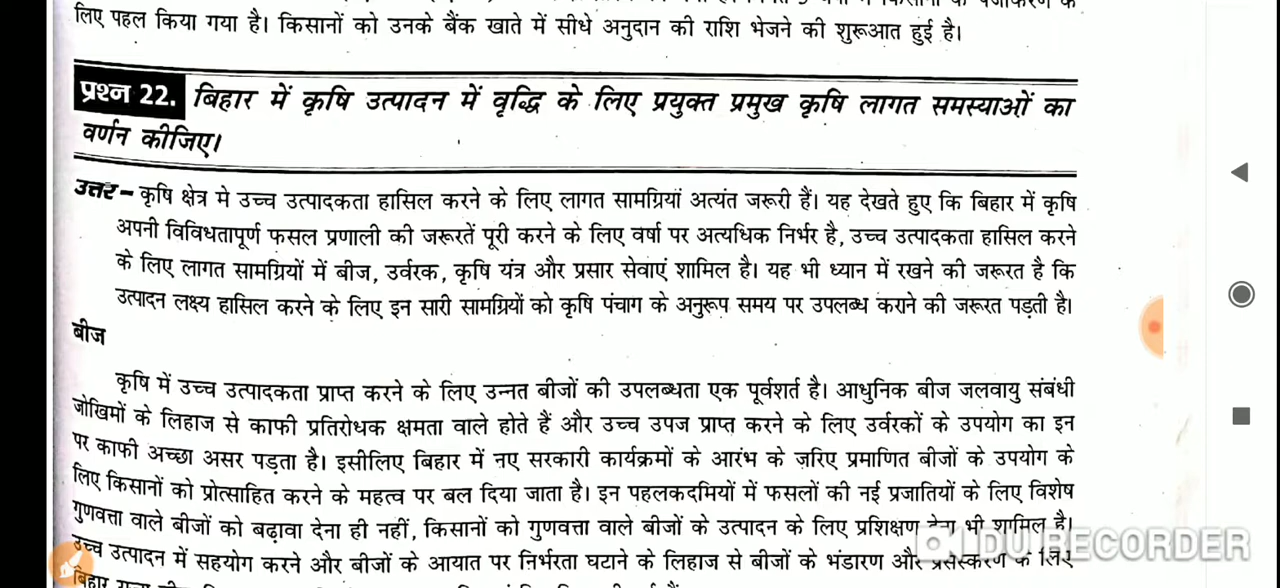 लिए पहल किया गया है। किसानों को उनके बैंक खाते में सीधे अनुदान की राशि भेजने की शुरूआत हुई है।
प्रश्न 22. बिहार में कृषि उत्पादन में वृद्धि के लिए प्रयुक्त प्रमुख कृषि लागत समस्याओं का
वर्णन कीजिए।
उत्तर – कृषि क्षेत्र मे उच्च उत्पादकता हासिल करने के लिए लागत सामग्रियां अत्यंत जरूरी हैं। यह देखते हुए कि बिहार में कृषि
अपनी विविधतापूर्ण फसल प्रणाली की जरूरतें पूरी करने के लिए वर्षा पर अत्यधिक निर्भर है, उच्च उत्पादकता हासिल करने
के लिए लागत सामग्रियों में बीज, उर्वरक, कृषि यंत्र और प्रसार सेवाएं शामिल है। यह भी ध्यान में रखने की जरूरत है कि
उत्पादन लक्ष्य हासिल करने के लिए इन सारी सामग्रियों को कृषि पंचाग के अनुरूप समय पर उपलब्ध कराने की जरूरत पड़ती है।
बीज
कृषि में उच्च उत्पादकता प्राप्त करने के लिए उन्नत बीजों की उपलब्धता एक पूर्वशर्त है। आधुनिक बीज जलवायु संबंधी
जोखिमों के लिहाज से काफी प्रतिरोधक क्षमता वाले होते हैं और उच्च उपज प्राप्त करने के लिए उर्वरकों के उपयोग का इन
पर काफी अच्छा असर पड़ता है। इसीलिए बिहार में नए सरकारी कार्यक्रमों के आरंभ के ज़रिए प्रमाणित बीजों के उपयोग के
लिए किसानों को प्रोत्साहित करने के महत्व पर बल दिया जाता है। इन पहलकदमियों में फसलों की नई प्रजातियों के लिए विशेष
गुणवत्ता वाले बीजों को बढ़ावा देना ही नहीं, किसानों को गुणवत्ता वाले बीजों के उत्पादन के लिए प्रशिक्षण देना भी शामिल है।
उच्च उत्पादन में सहयोग करने और बीजों के आयात पर निर्भरता घटाने के लिहाज से बीजों के भंडारण और प्रसंस्करण के लिए
DU RECORDER
बिहार राज्य